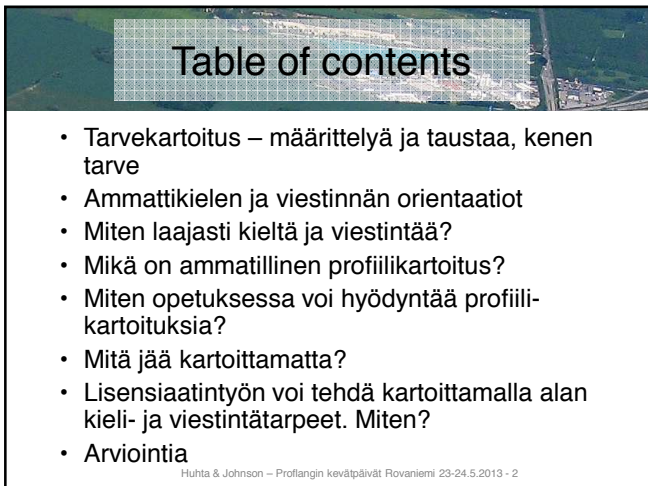 Table of contents
• Tarvekartoitus – määrittelyä ja taustaa, kenen
tarve
• Ammattikielen ja viestinnän orientaatiot
• Miten laajasti kieltä ja viestintää?
• Mikä on ammatillinen profiilikartoitus?
• Miten opetuksessa voi hyödyntää profiili-
kartoituksia?
• Mitä jää kartoittamatta?
• Lisensiaatintyön voi tehdä kartoittamalla alan
kieli- ja viestintätarpeet. Miten?
• Arviointia
Huhta & Johnson – Proflangin kevätpäivät Rovaniemi 23-24.5.2013 - 2